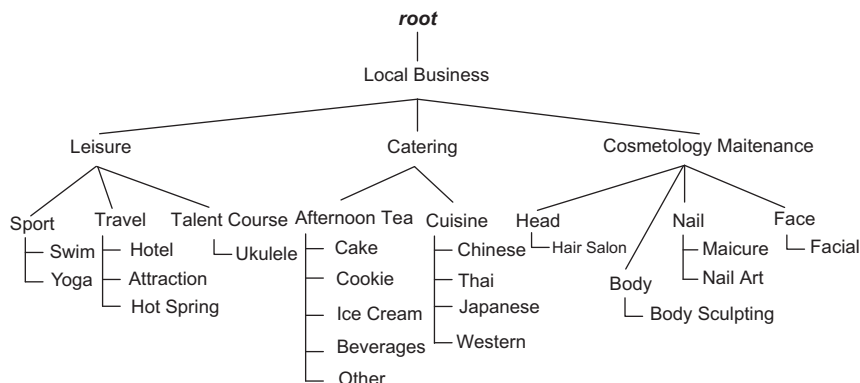 root
Local Business
Leisure
Catering
Cosmetology Maitenance
Sport
Travel
Talent Course
Afternoon Tea
Cuisine
Head
Nail
Face
Swim
Yoga
Hotel
Attraction
Hot Spring
Ukulele
Cake
Cookie
Ice Cream
Beverages
Other
Chinese
Thai
Japanese
Western
Hair Salon
Body
Body Sculpting
Maicure
Nail Art
Facial